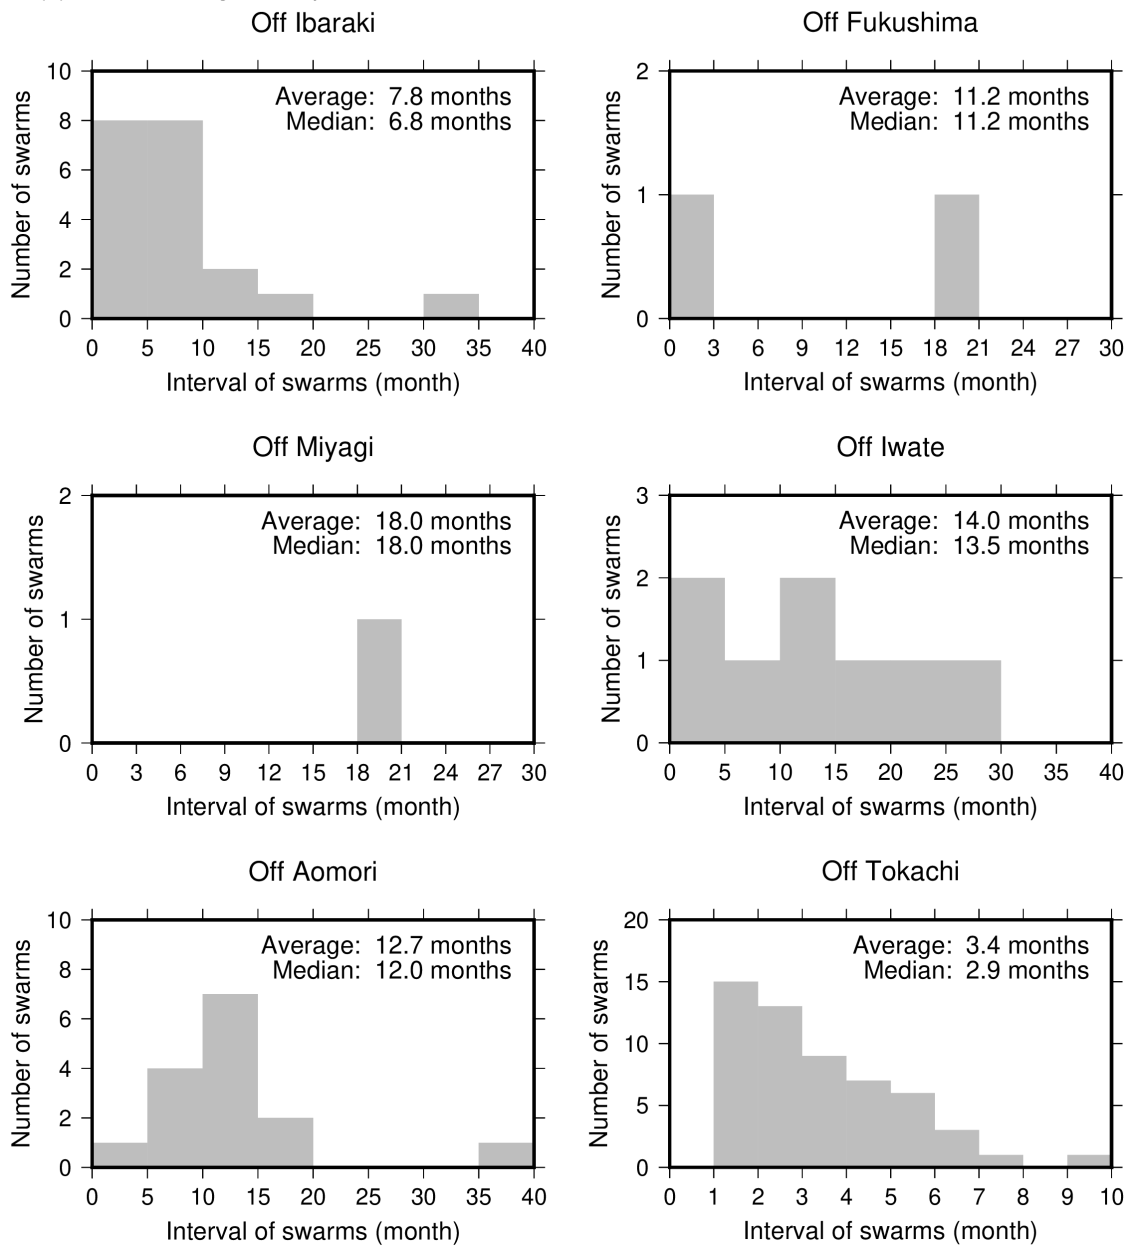 Off Ibaraki
Average: 7.8 months
Median: 6.8 months
Number of swarms
0 2 4 6 8 10
0 5 10 15 20 25 30 35 40
Interval of swarms (month)
Off Fukushima
Average: 11.2 months
Median: 11.2 months
Number of swarms
0 1 2
0 3 6 9 12 15 18 21 24 27 30
Interval of swarms (month)
Off Miyagi
Average: 18.0 months
Median: 18.0 months
Number of swarms
0 1 2
0 3 6 9 12 15 18 21 24 27 30
Interval of swarms (month)
Off Iwate
Average: 14.0 months
Median: 13.5 months
Number of swarms
0 1 2 3
0 5 10 15 20 25 30 35 40
Interval of swarms (month)
Off Aomori
Average: 12.7 months
Median: 12.0 months
Number of swarms
0 2 4 6 8 10
0 5 10 15 20 25 30 35 40
Interval of swarms (month)
Off Tokachi
Average: 3.4 months
Median: 2.9 months
Number of swarms
0 5 10 15 20
0 1 2 3 4 5 6 7 8 9 10
Interval of swarms (month)